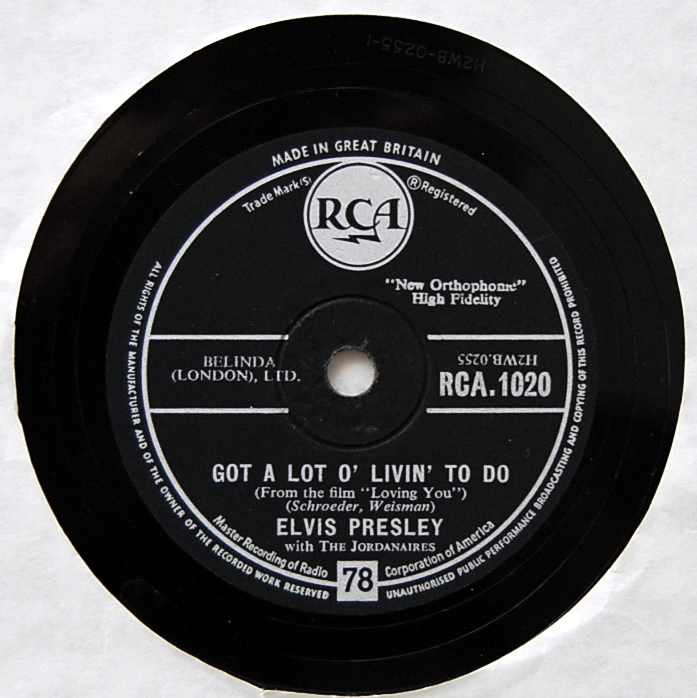 H2WB-0255-1
MADE IN GREAT BRITAIN
Trade Mark(S)
RCA
®Registered
"New Orthophonic"
High Fidelity
BELINDA
(LONDON), LTD.
H2WB.0255
RCA.1020
GOT A LOT O' LIVIN' TO DO
(From the film "Loving You")
(Schroeder, Weisman)
ELVIS PRESLEY
with THE JORDANAIRES
Master Recording of Radio Corporation of America
78
ALL RIGHTS OF THE MANUFACTURER AND OF THE OWNER OF THE RECORDED WORK RESERVED
UNAUTHORISED PUBLIC PERFORMANCE BROADCASTING AND COPYING OF THIS RECORD PROHIBITED